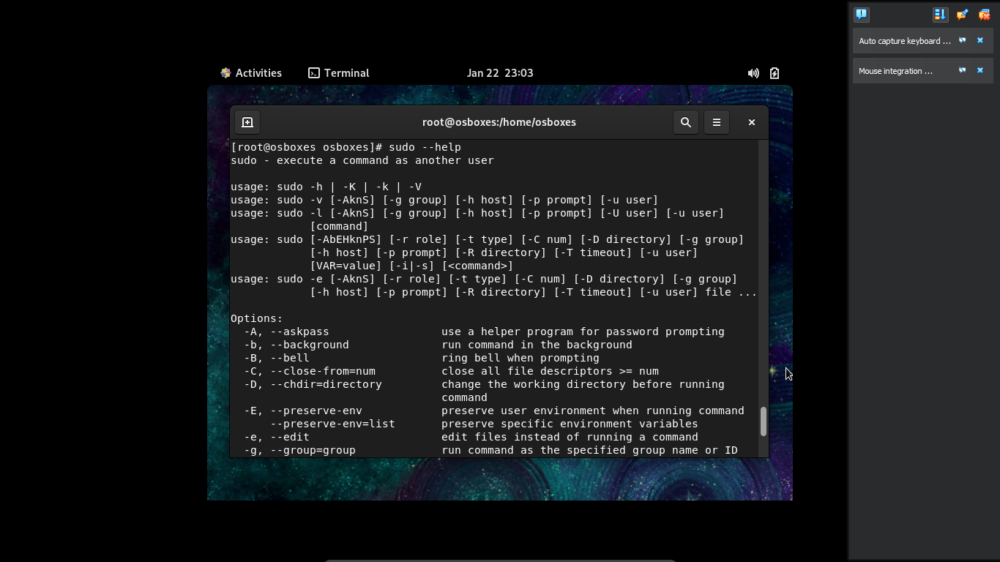 Activities
Terminal
Jan 22 23:03
Auto capture keyboard ...
Mouse integration ...
root@osboxes:/home/osboxes
[root@osboxes osboxes]# sudo --help
sudo - execute a command as another user
usage: sudo -h | -K | -k | -V
usage: sudo -v [-AknS] [-g group] [-h host] [-p prompt] [-u user]
usage: sudo -l [-AknS] [-g group] [-h host] [-p prompt] [-U user] [-u user]
[command]
usage: sudo [-AbEHknPS] [-r role] [-t type] [-C num] [-D directory] [-g group]
[-h host] [-p prompt] [-R directory] [-T timeout] [-u user]
[VAR=value] [-i|-s] [<command>]
usage: sudo -e [-AknS] [-r role] [-t type] [-C num] [-D directory] [-g group]
[-h host] [-p prompt] [-R directory] [-T timeout] [-u user] file ...
Options:
-A, --askpass use a helper program for password prompting
-b, --background run command in the background
-B, --bell ring bell when prompting
-C, --close-from=num close all file descriptors >= num
-D, --chdir=directory change the working directory before running
command
-E, --preserve-env preserve user environment when running command
--preserve-env=list preserve specific environment variables
-e, --edit edit files instead of running a command
-g, --group=group run command as the specified group name or ID